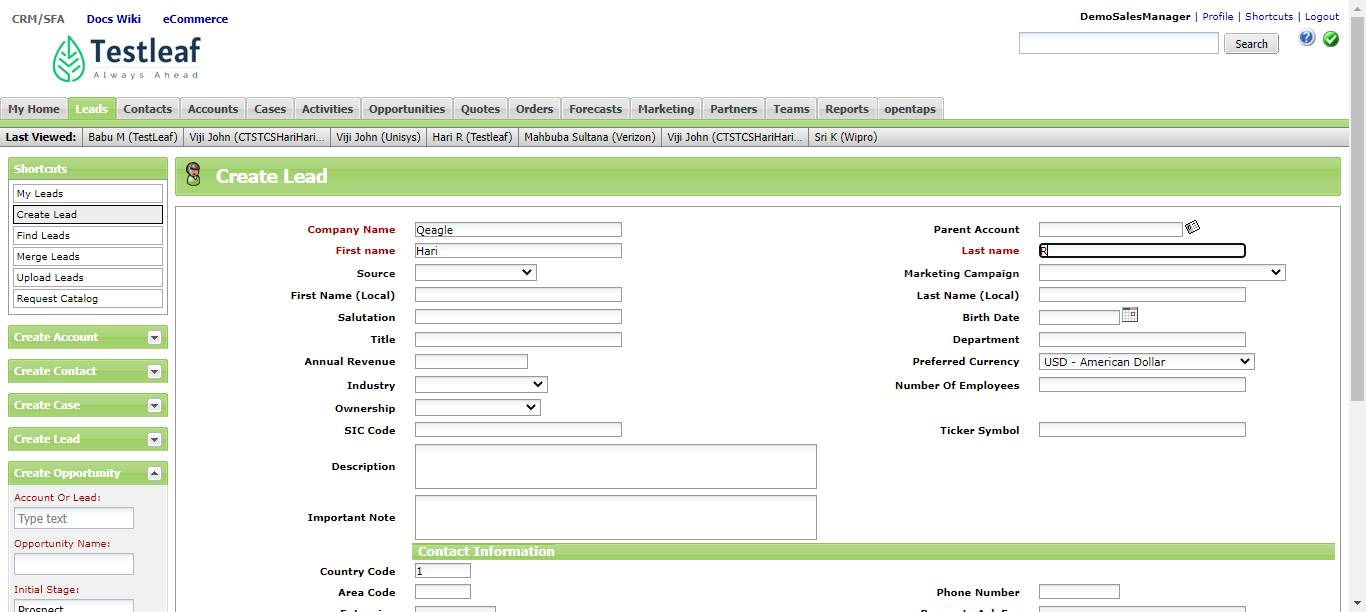 CRM/SFA Docs Wiki eCommerce
DemoSalesManager | Profile | Shortcuts | Logout
Testleaf
Always Ahead
Search
My Home Leads Contacts Accounts Cases Activities Opportunities Quotes Orders Forecasts Marketing Partners Teams Reports opentaps
Last Viewed: Babu M (TestLeaf) Viji John (CTSTCSHariHari... Viji John (Unisys) Hari R (Testleaf) Mahbuba Sultana (Verizon) Viji John (CTSTCSHariHari... Sri K (Wipro)
Shortcuts
My Leads
Create Lead
Find Leads
Merge Leads
Upload Leads
Request Catalog
Create Account
Create Contact
Create Case
Create Lead
Create Opportunity
Account Or Lead:
Type text
Opportunity Name:
Initial Stage:
Prospect
Create Lead
Company Name Qeagle Parent Account
First name Hari Last name R
Source Marketing Campaign
First Name (Local) Last Name (Local)
Salutation Birth Date
Title Department
Annual Revenue Preferred Currency USD - American Dollar
Industry Number Of Employees
Ownership
SIC Code Ticker Symbol
Description
Important Note
Contact Information
Country Code 1
Area Code Phone Number